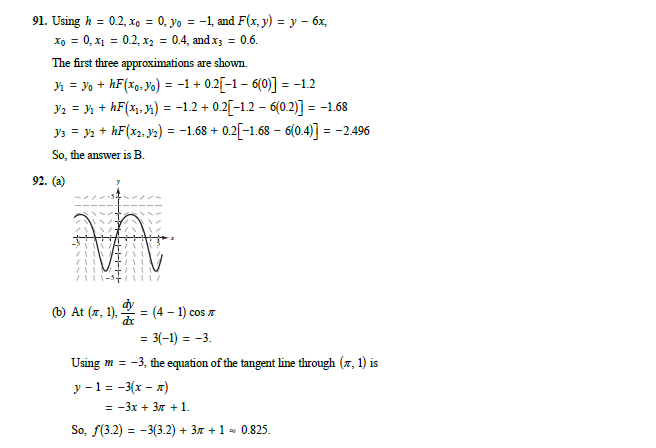 91. Using h = 0.2, x₀ = 0, y₀ = −1, and F(x, y) = y − 6x,
x₀ = 0, x₁ = 0.2, x₂ = 0.4, and x₃ = 0.6.
The first three approximations are shown.
y₁ = y₀ + hF(x₀, y₀) = −1 + 0.2[−1 − 6(0)] = −1.2
y₂ = y₁ + hF(x₁, y₁) = −1.2 + 0.2[−1.2 − 6(0.2)] = −1.68
y₃ = y₂ + hF(x₂, y₂) = −1.68 + 0.2[−1.68 − 6(0.4)] = −2.496
So, the answer is B.
92. (a)
y
5
x
−5
(b) At (π, 1), dy/dx = (4 − 1) cos π
= 3(−1) = −3.
Using m = −3, the equation of the tangent line through (π, 1) is
y − 1 = −3(x − π)
= −3x + 3π + 1.
So, f(3.2) = −3(3.2) + 3π + 1 ≈ 0.825.